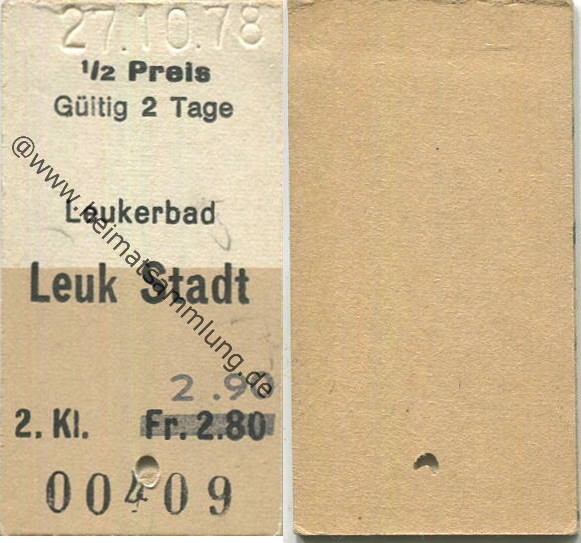 27.10.78
1/2 Preis
Gültig 2 Tage
Leukerbad
Leuk Stadt
2.90
2. Kl. Fr. 2.80
00409
@www.heimatsammlung.de